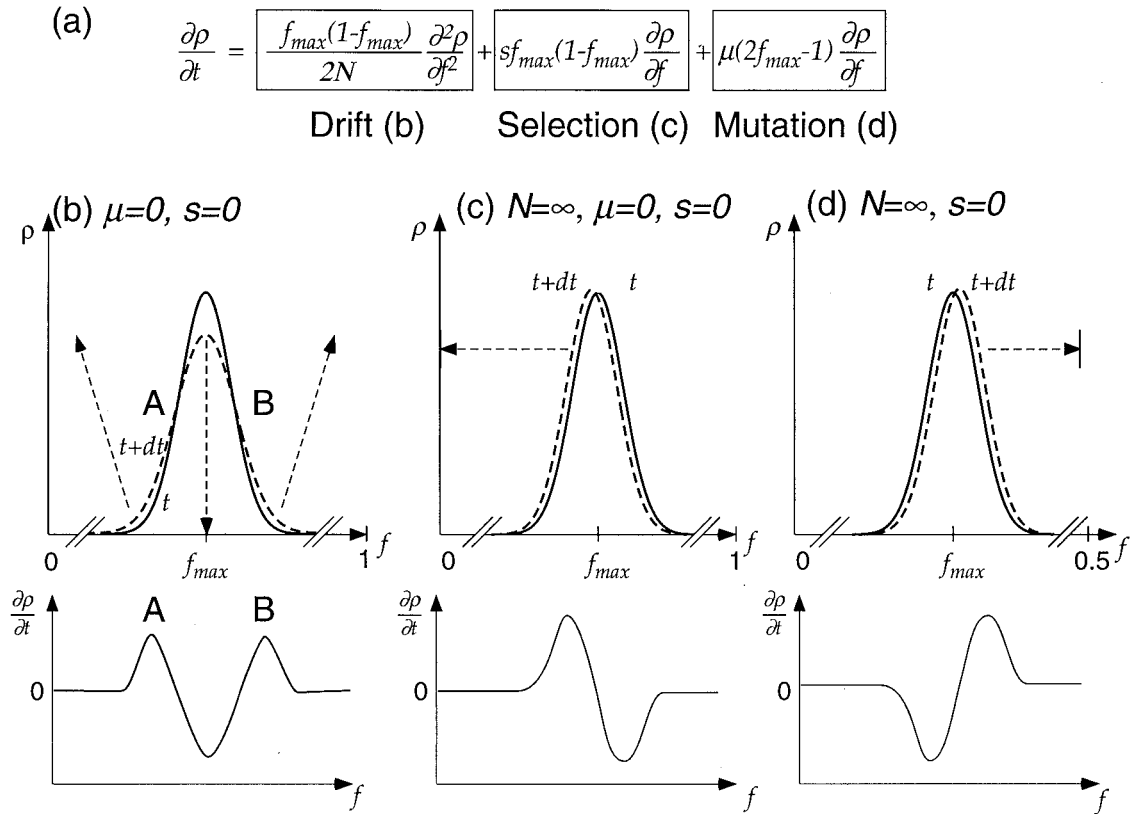 (a)
∂ρ/∂t = f_max(1-f_max)/2N ∂²ρ/∂f² + sf_max(1-f_max) ∂ρ/∂f + μ(2f_max-1) ∂ρ/∂f
Drift (b) Selection (c) Mutation (d)
(b) μ=0, s=0
ρ
A B
t+dt
t
0 f_max 1 f
∂ρ/∂t
A B
0
f
(c) N=∞, μ=0, s=0
ρ
t+dt t
0 f_max 1 f
∂ρ/∂t
0
f
(d) N=∞, s=0
ρ
t t+dt
0 f_max 0.5 f
∂ρ/∂t
0
f